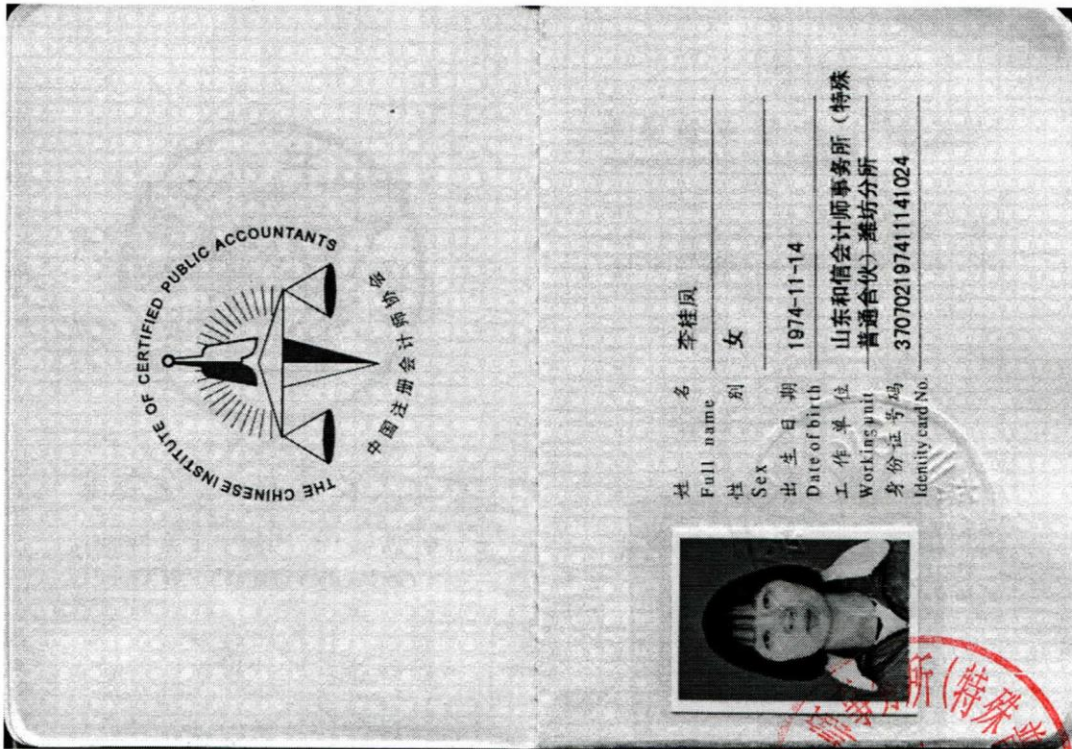 THE CHINESE INSTITUTE OF CERTIFIED PUBLIC ACCOUNTANTS
中国注册会计师协会
姓 名 李桂凤
Full name
性 别 女
Sex
出生日期 1974-11-14
Date of birth
工作单位 山东和信会计师事务所（特殊
Working unit 普通合伙）潍坊分所
身份证号码 370702197411141024
Identity card No.
所(特殊普